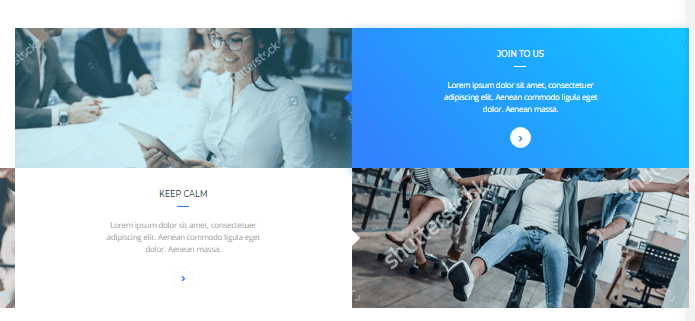 shutterstock
shutterstock
JOIN TO US
Lorem ipsum dolor sit amet, consectetuer
adipiscing elit. Aenean commodo ligula eget
dolor. Aenean massa.
KEEP CALM
Lorem ipsum dolor sit amet, consectetuer
adipiscing elit. Aenean commodo ligula eget
dolor. Aenean massa.
shutterstock